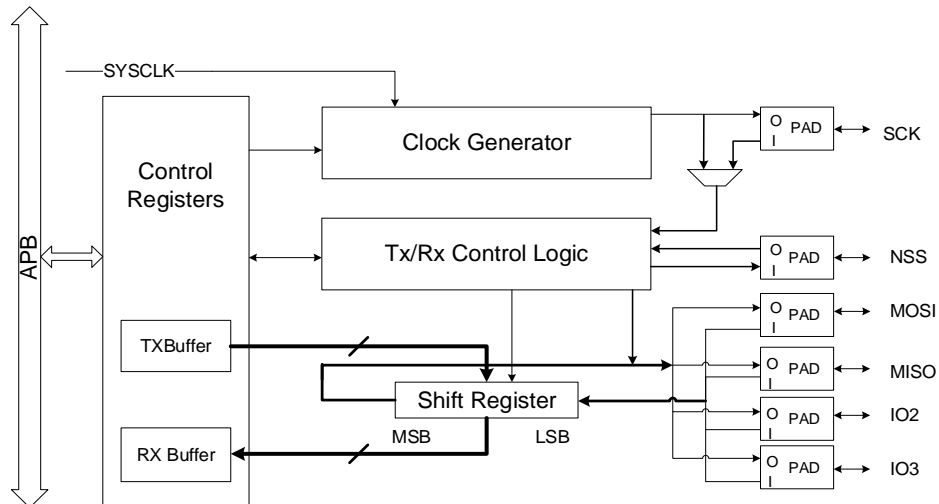 SYSCLK
Clock Generator
O
I
PAD
SCK
Control
Registers
APB
Tx/Rx Control Logic
O
I
PAD
NSS
O
I
PAD
MOSI
TXBuffer
O
I
PAD
MISO
Shift Register
MSB
LSB
O
I
PAD
IO2
RX Buffer
O
I
PAD
IO3